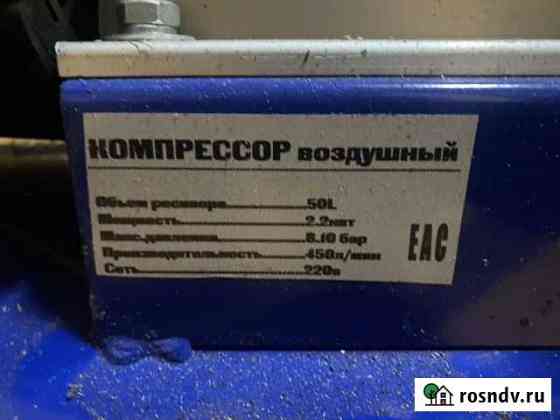 КОМПРЕССОР воздушный
Объем ресивера...............50L
Мощность........................2.2квт
Макс.давления................8.10 бар
Производительность.......450л/мин
Сеть................................220в
EAC
rosndv.ru